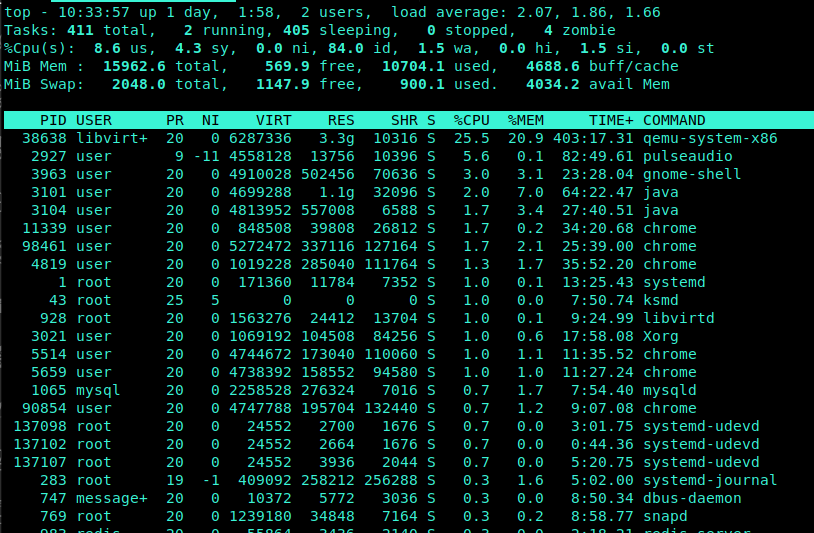 top - 10:33:57 up 1 day,  1:58,  2 users,  load average: 2.07, 1.86, 1.66
Tasks: 411 total,   2 running, 405 sleeping,   0 stopped,   4 zombie
%Cpu(s):  8.6 us,  4.3 sy,  0.0 ni, 84.0 id,  1.5 wa,  0.0 hi,  1.5 si,  0.0 st
MiB Mem :  15962.6 total,    569.9 free,  10704.1 used,   4688.6 buff/cache
MiB Swap:   2048.0 total,   1147.9 free,    900.1 used.   4034.2 avail Mem
PID USER      PR  NI    VIRT    RES    SHR S  %CPU  %MEM     TIME+ COMMAND
38638 libvirt+  20   0 6287336   3.3g  10316 S  25.5  20.9 403:17.31 qemu-system-x86
2927 user       9 -11 4558128  13756  10396 S   5.6   0.1  82:49.61 pulseaudio
3963 user      20   0 4910028 502456  70636 S   3.0   3.1  23:28.04 gnome-shell
3101 user      20   0 4699288   1.1g  32096 S   2.0   7.0  64:22.47 java
3104 user      20   0 4813952 557008   6588 S   1.7   3.4  27:40.51 java
11339 user      20   0  848508  39808  26812 S   1.7   0.2  34:20.68 chrome
98461 user      20   0 5272472 337116 127164 S   1.7   2.1  25:39.00 chrome
4819 user      20   0 1019228 285040 111764 S   1.3   1.7  35:52.20 chrome
1 root      20   0  171360  11784   7352 S   1.0   0.1  13:25.43 systemd
43 root      25   5       0      0      0 S   1.0   0.0   7:50.74 ksmd
928 root      20   0 1563276  24412  13704 S   1.0   0.1   9:24.99 libvirtd
3021 user      20   0 1069192 104508  84256 S   1.0   0.6  17:58.08 Xorg
5514 user      20   0 4744672 173040 110060 S   1.0   1.1  11:35.52 chrome
5659 user      20   0 4738392 158552  94580 S   1.0   1.0  11:27.24 chrome
1065 mysql     20   0 2258528 276324   7016 S   0.7   1.7   7:54.40 mysqld
90854 user      20   0 4747788 195704 132440 S   0.7   1.2   9:07.08 chrome
137098 root      20   0   24552   2700   1676 S   0.7   0.0   3:01.75 systemd-udevd
137102 root      20   0   24552   2664   1676 S   0.7   0.0   0:44.36 systemd-udevd
137107 root      20   0   24552   3936   2044 S   0.7   0.0   5:20.75 systemd-udevd
283 root      19  -1  409092 258212 256288 S   0.3   1.6   5:02.00 systemd-journal
747 message+  20   0   10372   5772   3036 S   0.3   0.0   8:50.34 dbus-daemon
769 root      20   0 1239180  34848   7164 S   0.3   0.2   8:58.77 snapd